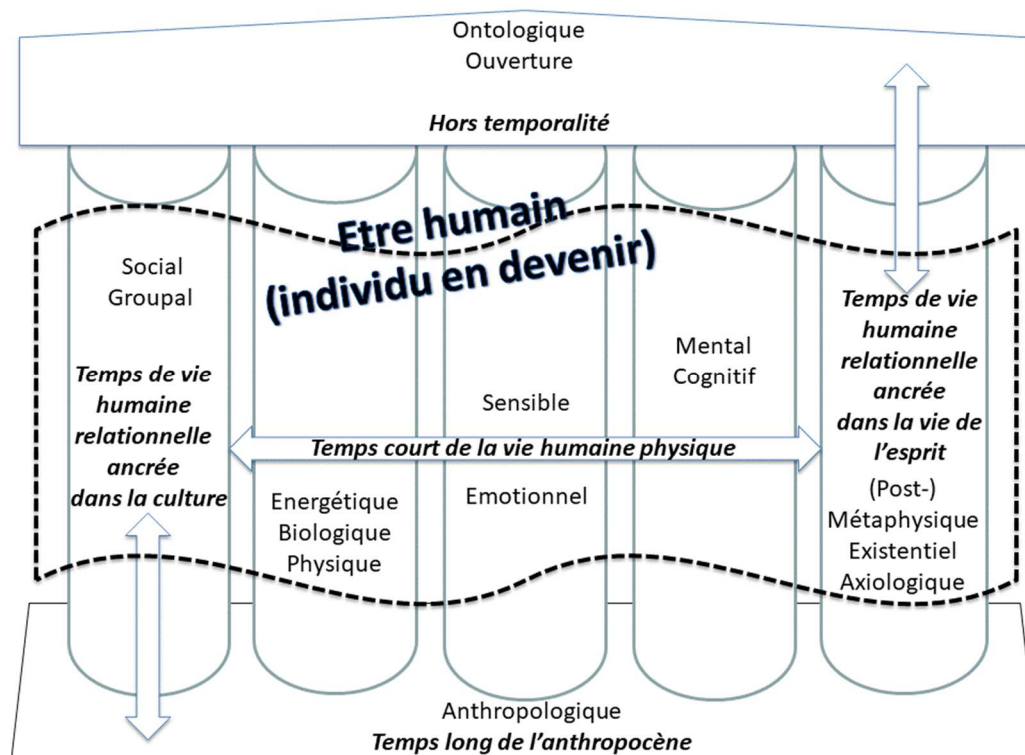 Ontologique
Ouverture
Hors temporalité
Etre humain
(individu en devenir)
Social
Groupal
Temps de vie
humaine
relationnelle
ancrée
dans la culture
Energétique
Biologique
Physique
Sensible
Temps court de la vie humaine physique
Emotionnel
Mental
Cognitif
Temps de vie
humaine
relationnelle
ancrée
dans la vie de
l’esprit
(Post-)
Métaphysique
Existentiel
Axiologique
Anthropologique
Temps long de l’anthropocène